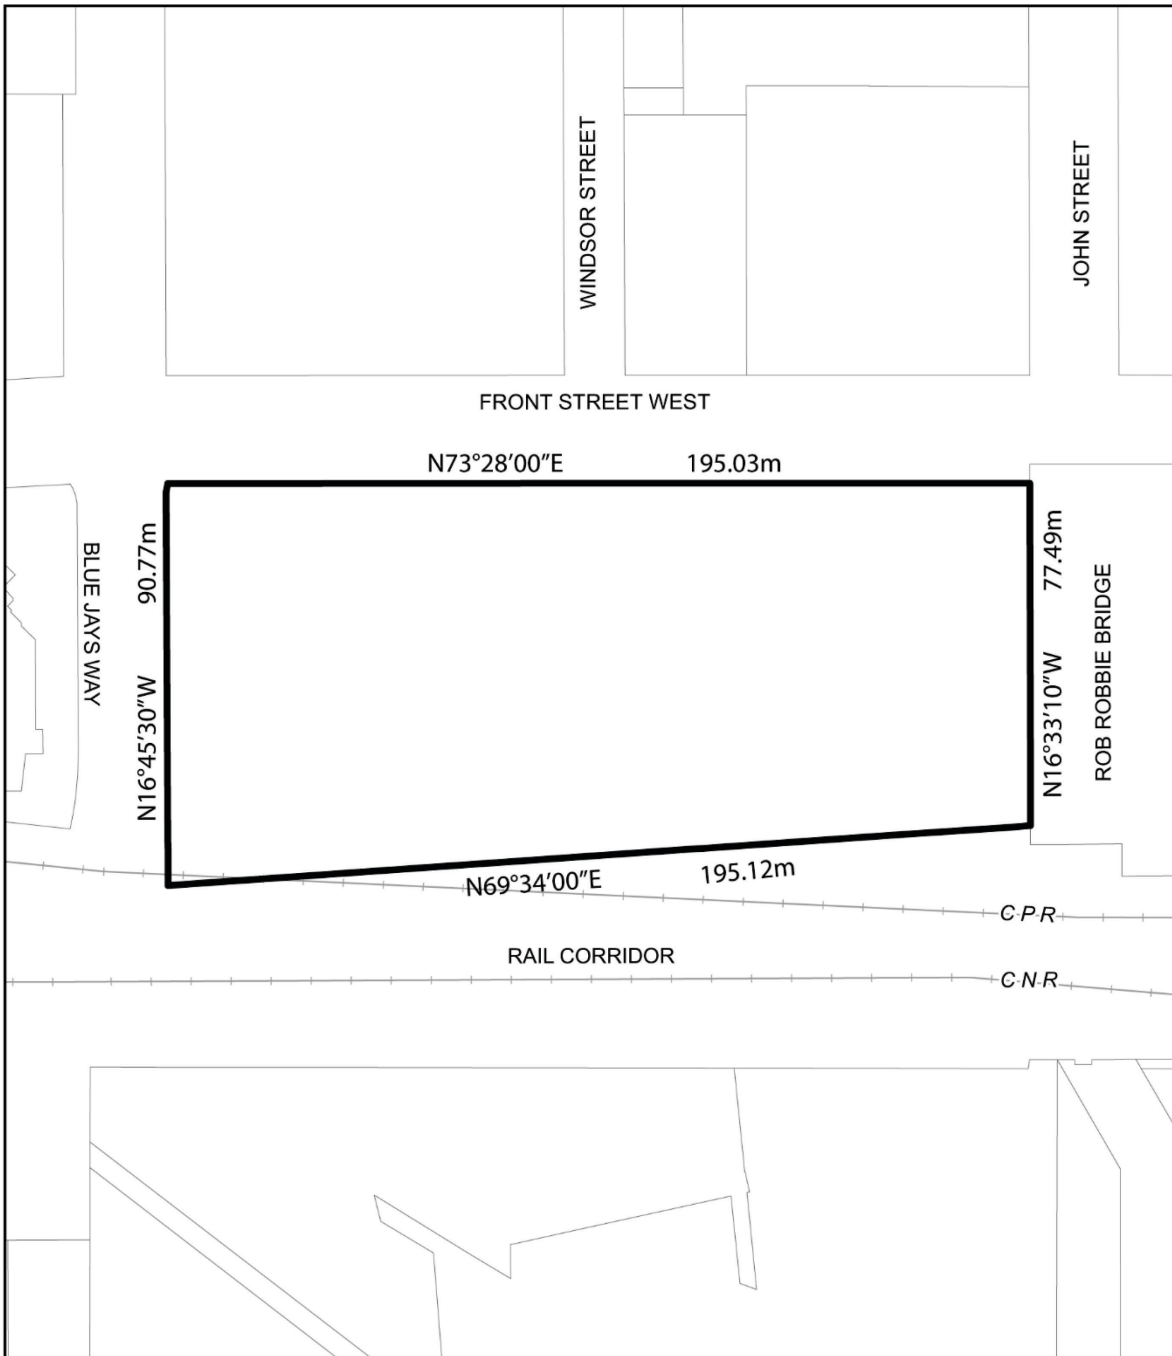 WINDSOR STREET
JOHN STREET
FRONT STREET WEST
N73°28′00″E 195.03m
BLUE JAYS WAY
N16°45′30″W 90.77m
N16°33′10″W 77.49m
ROB ROBBIE BRIDGE
N69°34′00″E 195.12m
C P R
RAIL CORRIDOR
C N R